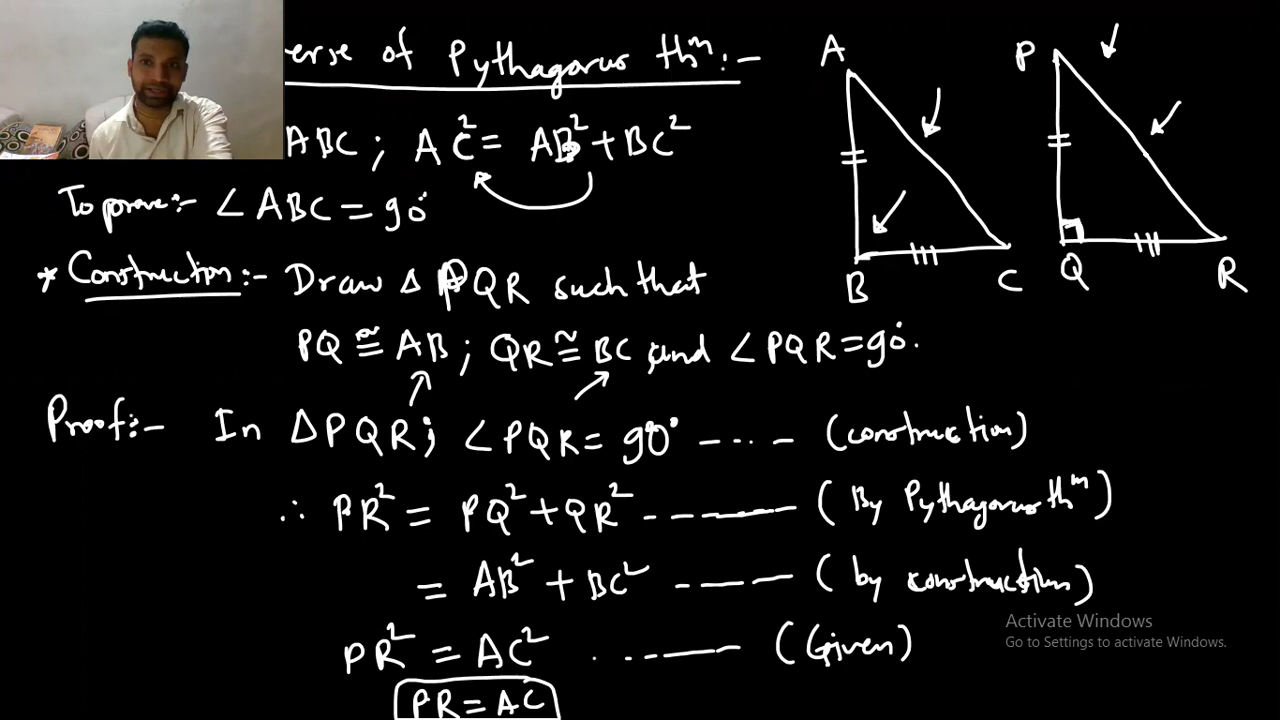 erse of Pythagorus thm :-
ABC ; AC² = AB² + BC²
To prove :- ∠ABC = 90°
* Construction :- Draw Δ PQR such that
PQ ≅ AB ; QR ≅ BC and ∠PQR = 90°.
Proof :- In ΔPQR ; ∠PQR = 90° ----- (construction)
∴ PR² = PQ² + QR² -------- (By Pythagorus thm)
= AB² + BC² ------ (by construction)
PR² = AC² ------- (Given)
PR = AC
A
B
C
P
Q
R
Activate Windows
Go to Settings to activate Windows.